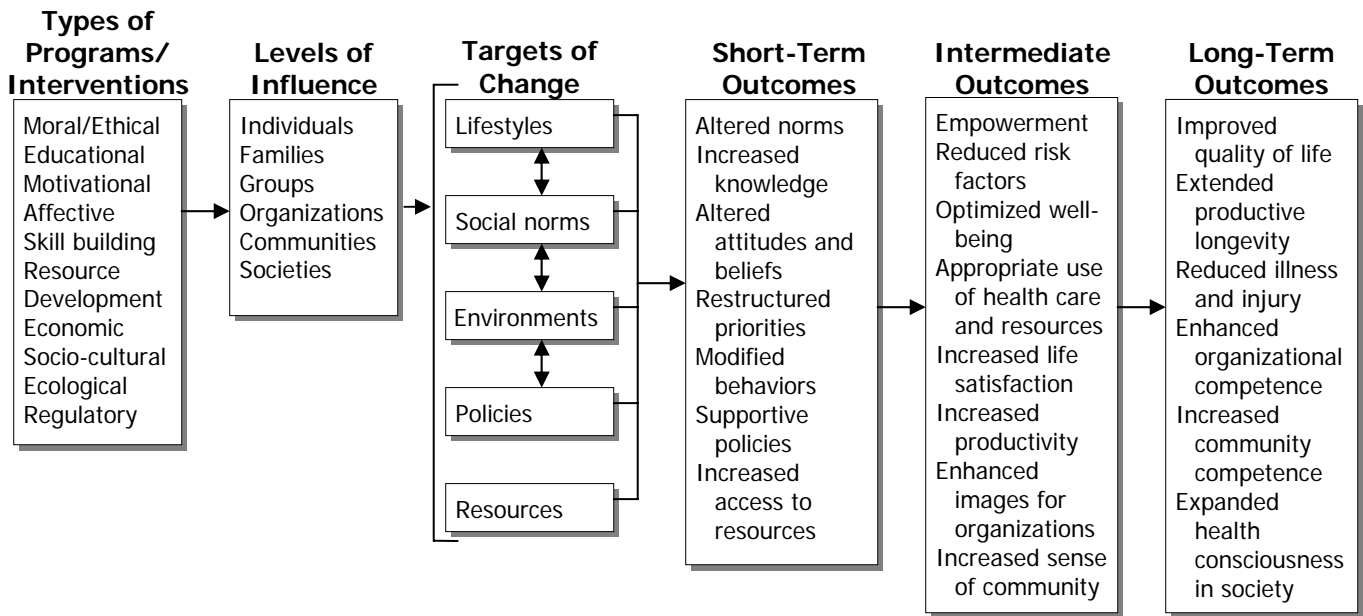 Types of
Programs/
Interventions
Moral/Ethical
Educational
Motivational
Affective
Skill building
Resource
Development
Economic
Socio-cultural
Ecological
Regulatory
Levels of
Influence
Individuals
Families
Groups
Organizations
Communities
Societies
Targets of
Change
Lifestyles
Social norms
Environments
Policies
Resources
Short-Term
Outcomes
Altered norms
Increased
knowledge
Altered
attitudes and
beliefs
Restructured
priorities
Modified
behaviors
Supportive
policies
Increased
access to
resources
Intermediate
Outcomes
Empowerment
Reduced risk
factors
Optimized well-
being
Appropriate use
of health care
and resources
Increased life
satisfaction
Increased
productivity
Enhanced
images for
organizations
Increased sense
of community
Long-Term
Outcomes
Improved
quality of life
Extended
productive
longevity
Reduced illness
and injury
Enhanced
organizational
competence
Increased
community
competence
Expanded
health
consciousness
in society